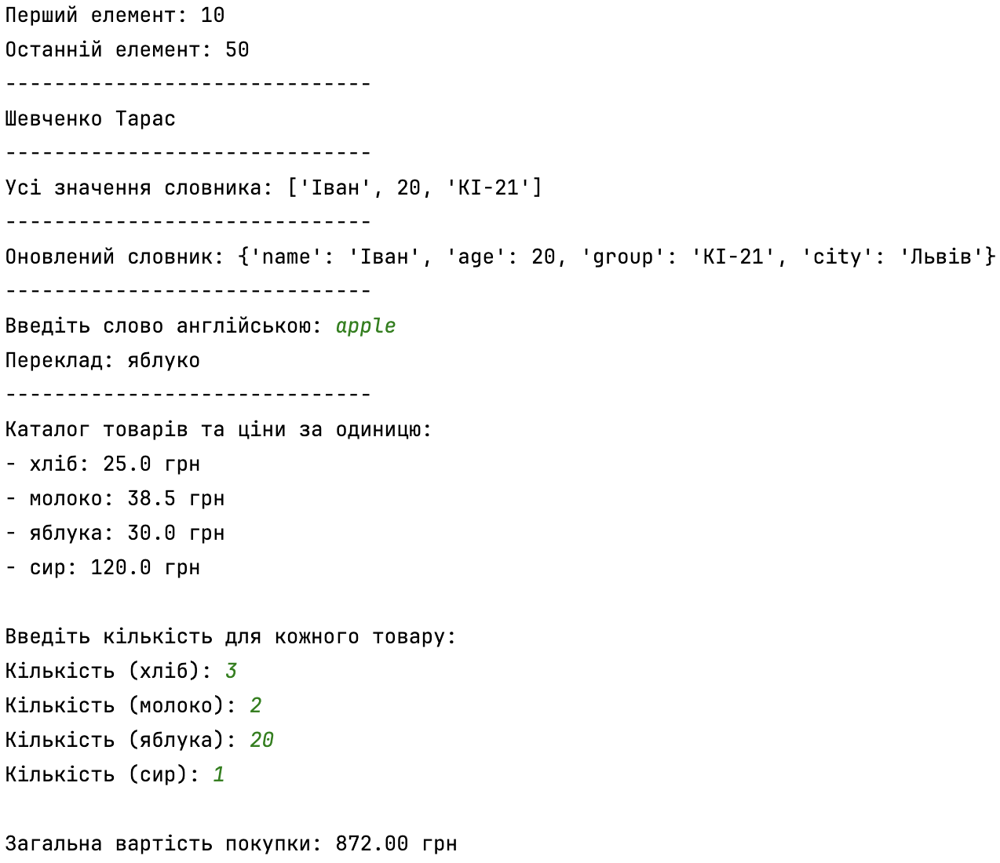 Перший елемент: 10
Останній елемент: 50
------------------------------
Шевченко Тарас
------------------------------
Усі значення словника: ['Іван', 20, 'КІ-21']
------------------------------
Оновлений словник: {'name': 'Іван', 'age': 20, 'group': 'КІ-21', 'city': 'Львів'}
------------------------------
Введіть слово англійською: apple
Переклад: яблуко
------------------------------
Каталог товарів та ціни за одиницю:
- хліб: 25.0 грн
- молоко: 38.5 грн
- яблука: 30.0 грн
- сир: 120.0 грн
Введіть кількість для кожного товару:
Кількість (хліб): 3
Кількість (молоко): 2
Кількість (яблука): 20
Кількість (сир): 1
Загальна вартість покупки: 872.00 грн